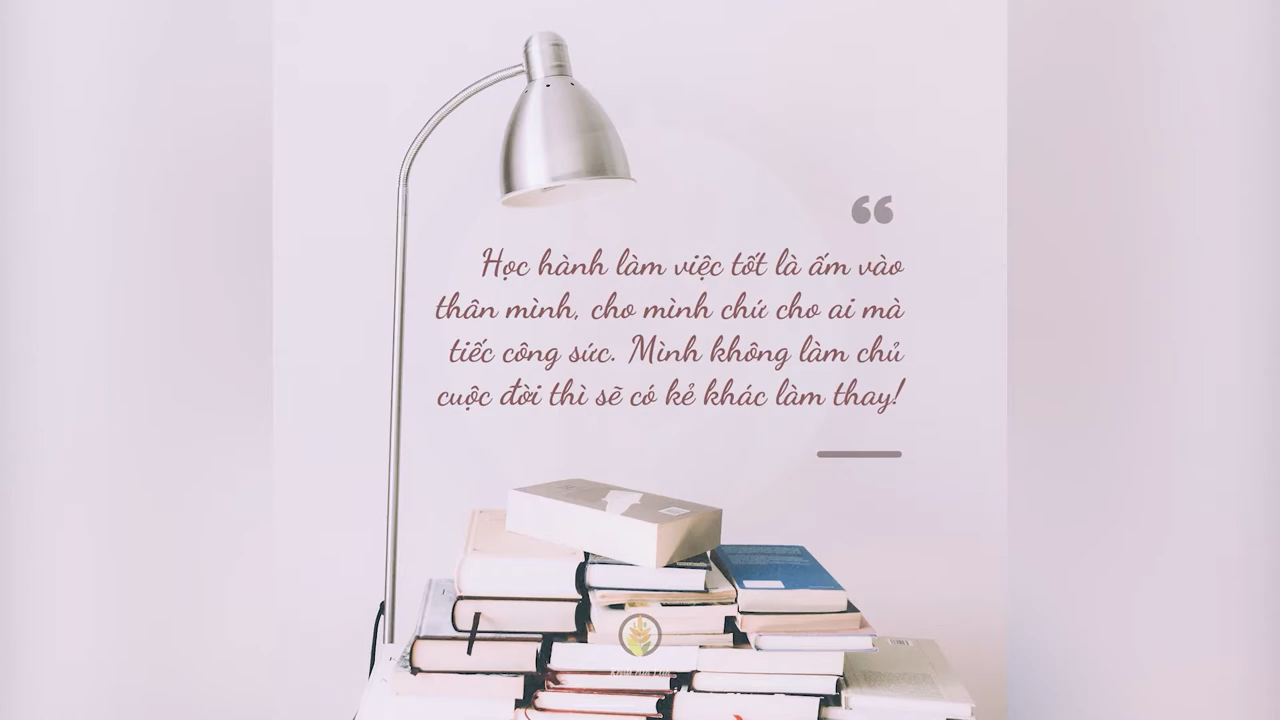 “
Học hành làm việc tốt là ấm vào
thân mình, cho mình chứ cho ai mà
tiếc công sức. Mình không làm chủ
cuộc đời thì sẽ có kẻ khác làm thay!